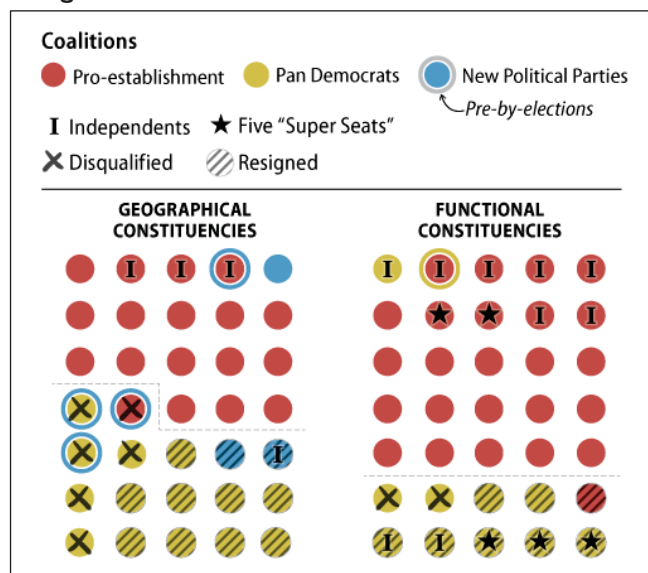 Coalitions
Pro-establishment Pan Democrats New Political Parties
Pre-by-elections
I Independents ★ Five "Super Seats"
Disqualified Resigned
GEOGRAPHICAL CONSTITUENCIES
FUNCTIONAL CONSTITUENCIES
I I I
I I I I I
I I
I
I I